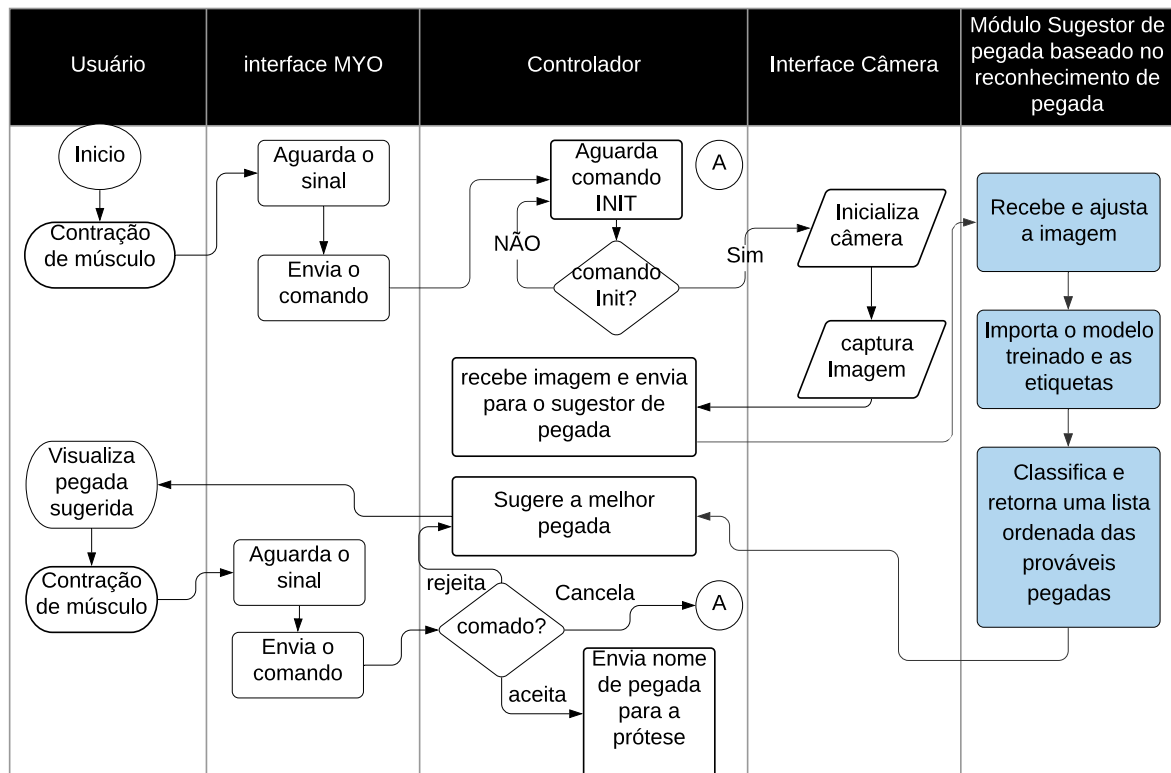 Usuário
interface MYO
Controlador
Interface Câmera
Módulo Sugestor de
pegada baseado no
reconhecimento de
pegada
Inicio
Contração
de músculo
Aguarda o
sinal
Envia o
comando
Aguarda
comando
INIT
A
NÃO
comando
Init?
Sim
Inicializa
câmera
captura
Imagem
recebe imagem e envia
para o sugestor de
pegada
Recebe e ajusta
a imagem
Importa o modelo
treinado e as
etiquetas
Classifica e
retorna uma lista
ordenada das
prováveis
pegadas
Sugere a melhor
pegada
Visualiza
pegada
sugerida
Contração
de músculo
Aguarda o
sinal
Envia o
comando
rejeita
comado?
Cancela
A
aceita
Envia nome
de pegada
para a
prótese